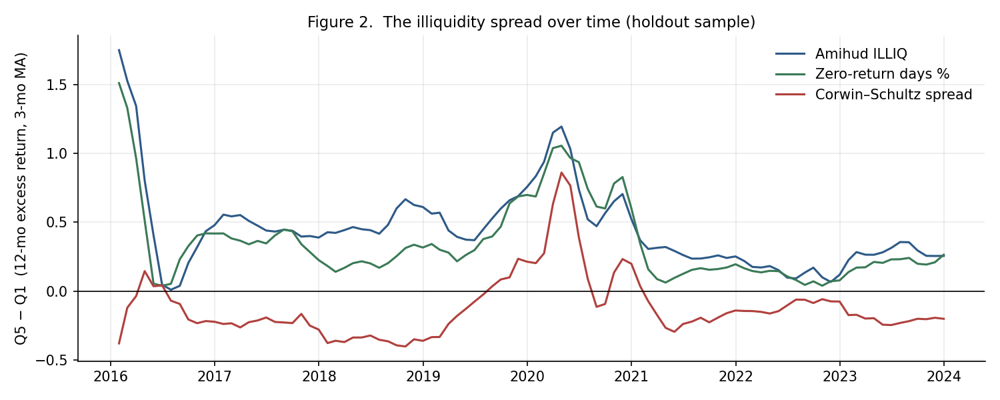 Figure 2.  The illiquidity spread over time (holdout sample)
Q5 − Q1  (12-mo excess return, 3-mo MA)
1.5
1.0
0.5
0.0
−0.5
Amihud ILLIQ
Zero-return days %
Corwin–Schultz spread
2016
2017
2018
2019
2020
2021
2022
2023
2024